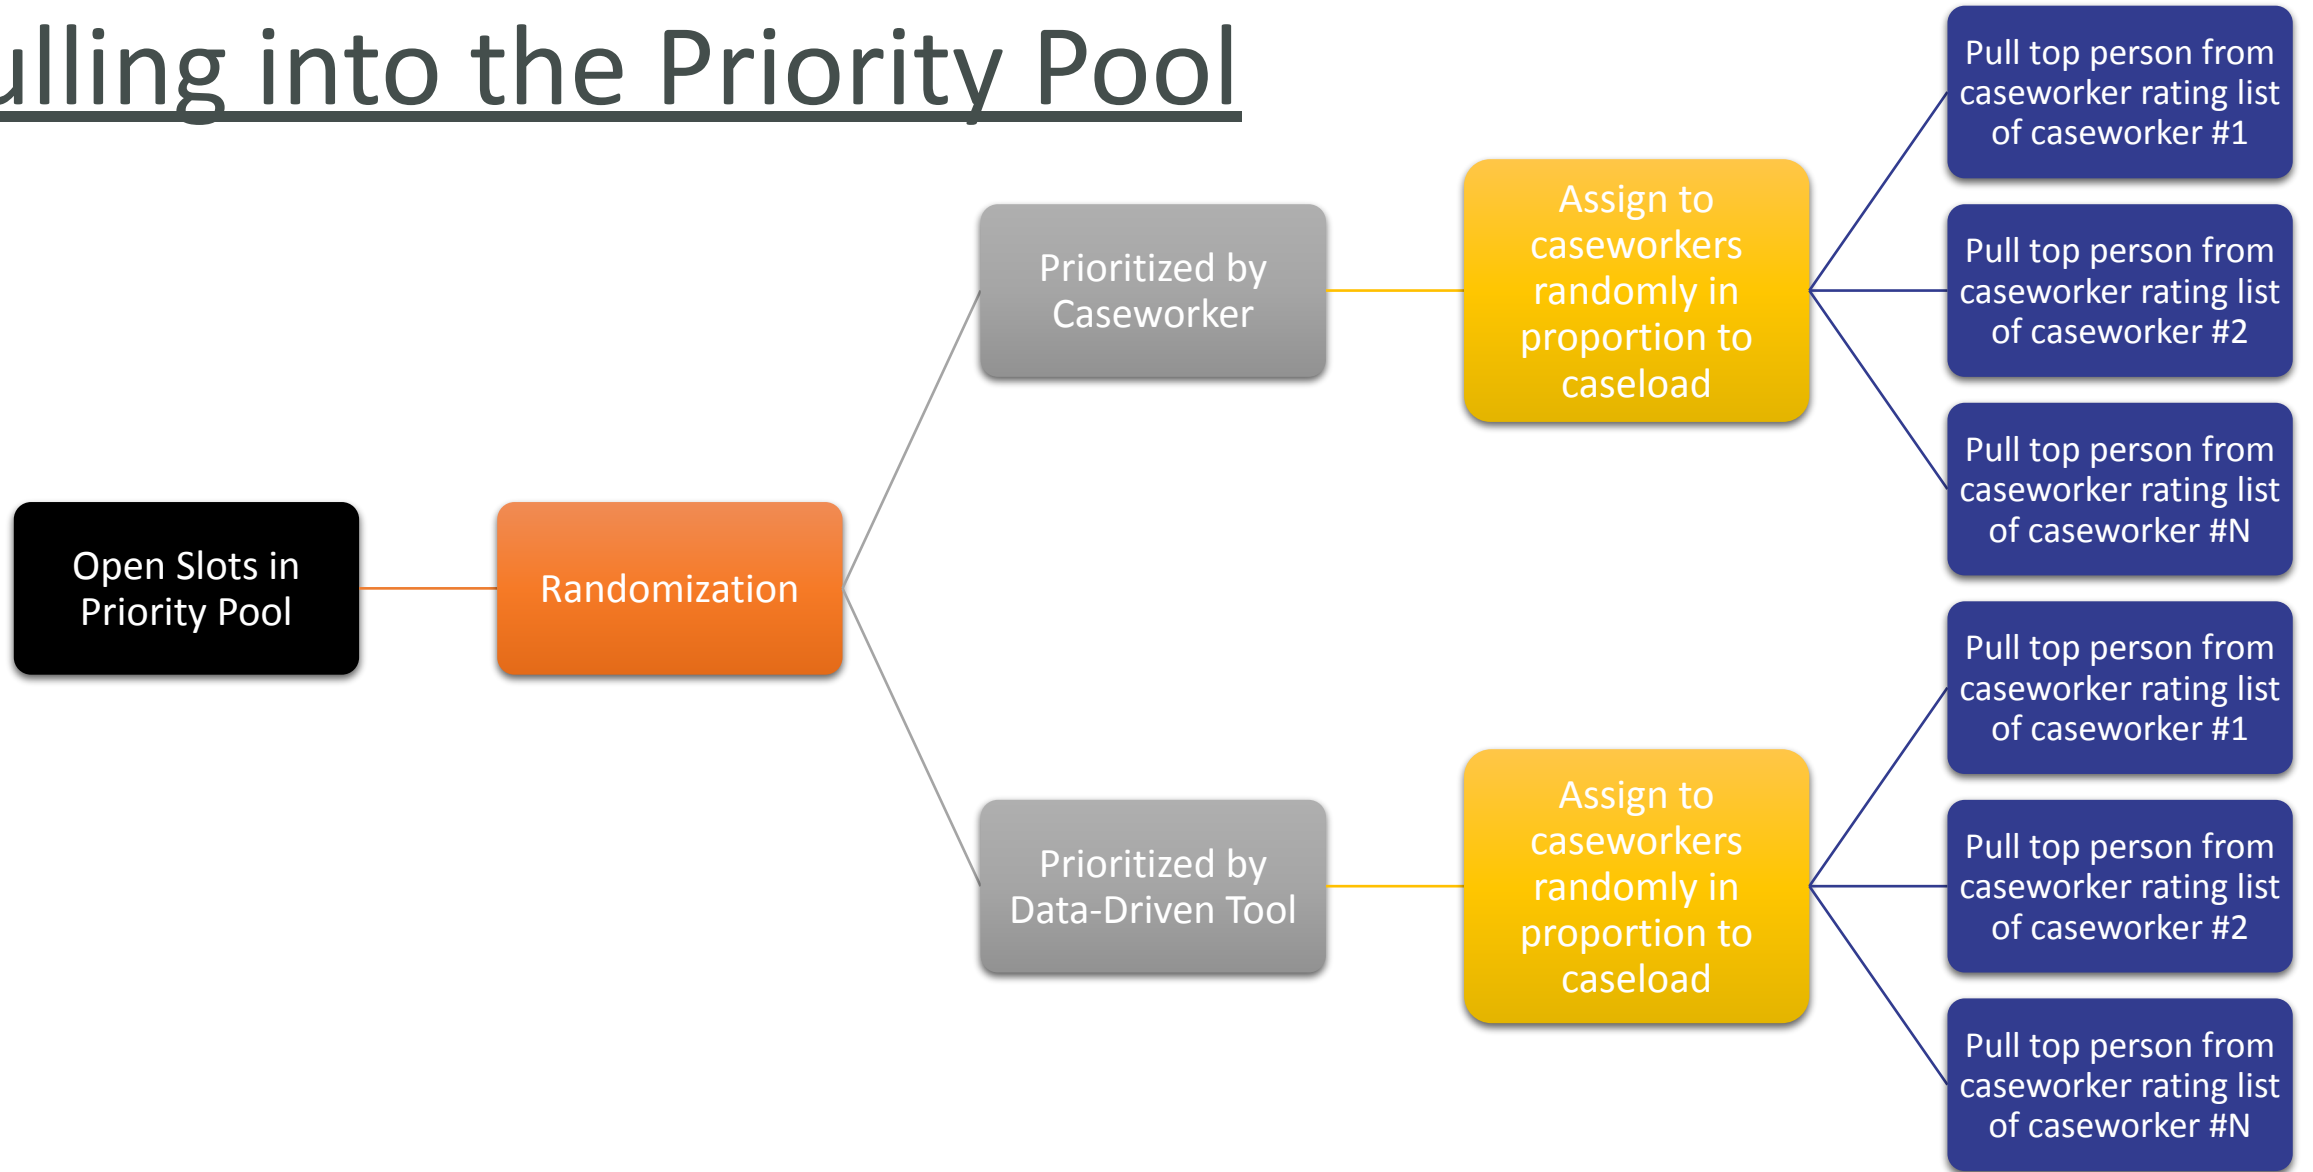 ulling into the Priority Pool
Open Slots in
Priority Pool
Randomization
Prioritized by
Caseworker
Assign to
caseworkers
randomly in
proportion to
caseload
Pull top person from
caseworker rating list
of caseworker #1
Pull top person from
caseworker rating list
of caseworker #2
Pull top person from
caseworker rating list
of caseworker #N
Prioritized by
Data-Driven Tool
Assign to
caseworkers
randomly in
proportion to
caseload
Pull top person from
caseworker rating list
of caseworker #1
Pull top person from
caseworker rating list
of caseworker #2
Pull top person from
caseworker rating list
of caseworker #N